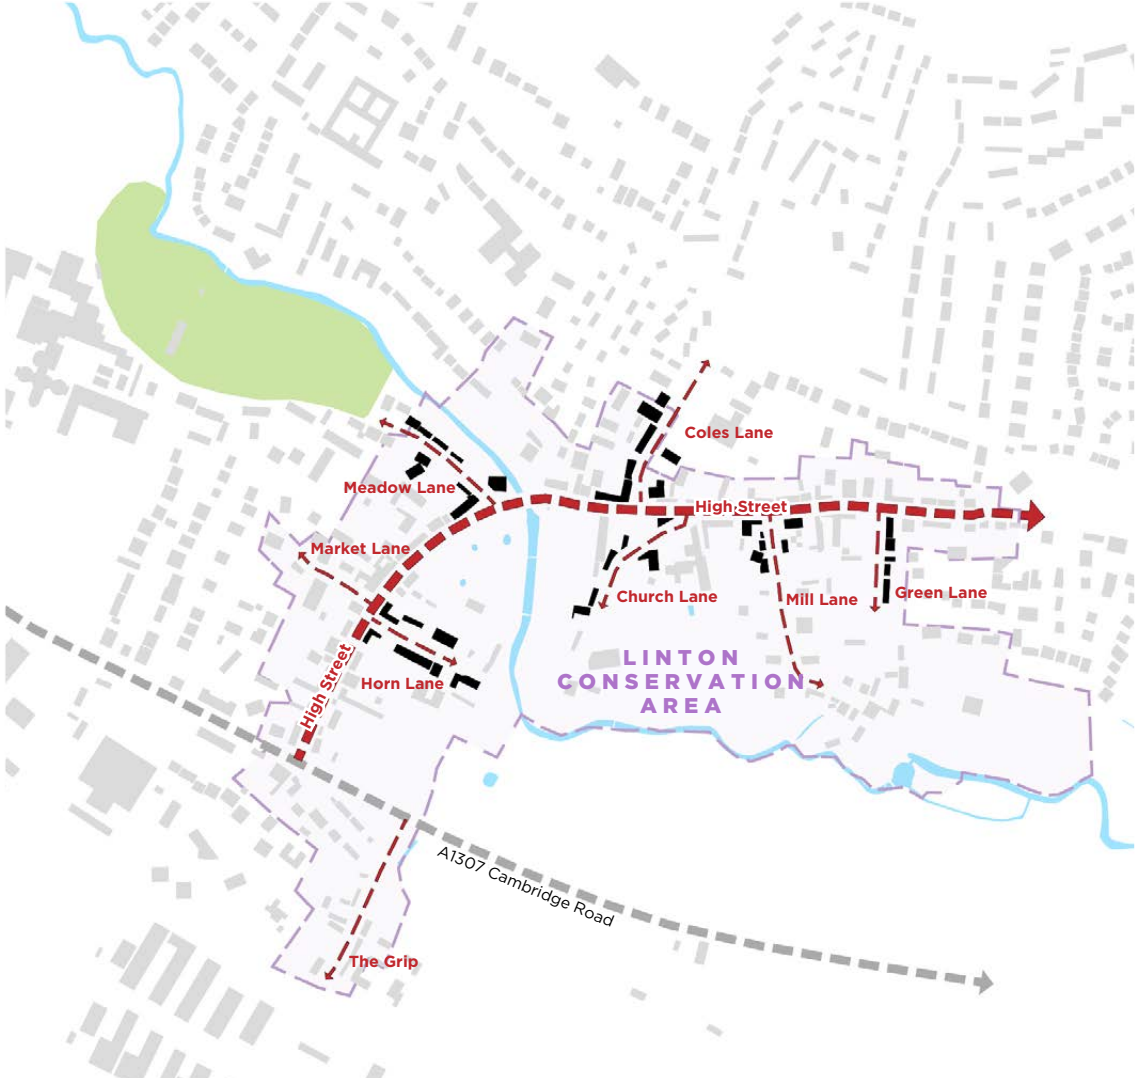 Coles Lane
Meadow Lane
High Street
Market Lane
Church Lane
Mill Lane
Green Lane
LINTON
CONSERVATION
AREA
High Street
Horn Lane
A1307 Cambridge Road
The Grip